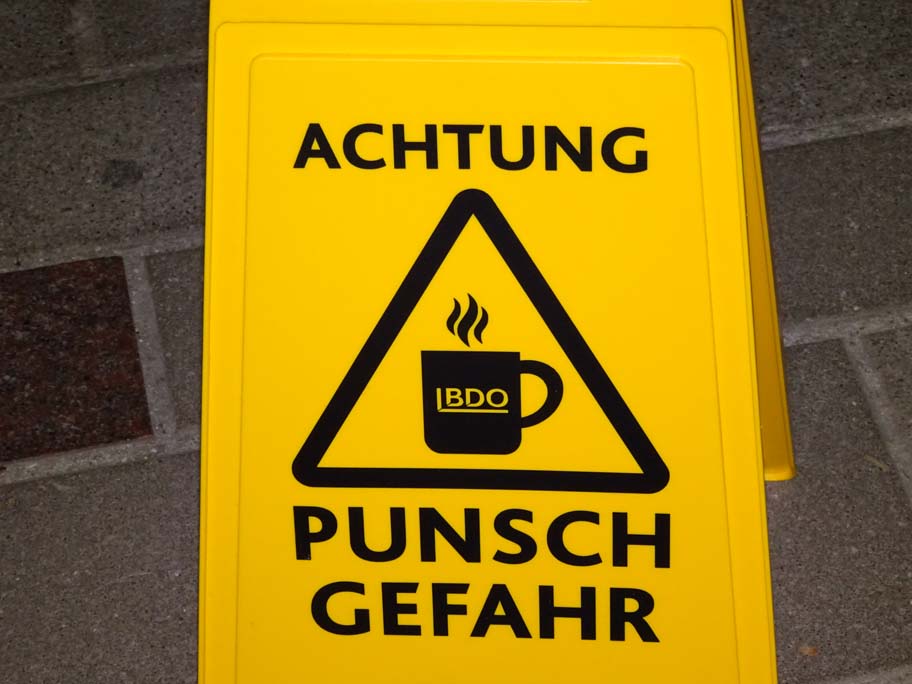 ACHTUNG
BDO
PUNSCH
GEFAHR